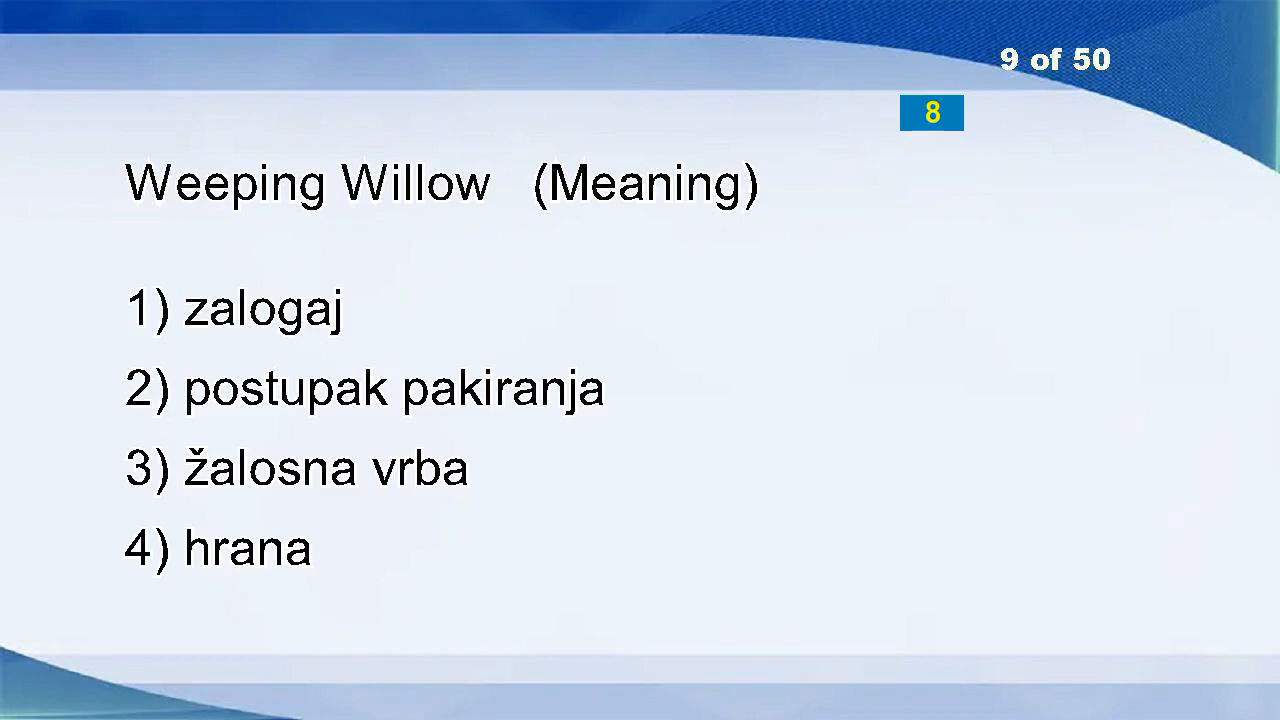 9 of 50
8
Weeping Willow (Meaning)
1) zalogaj
2) postupak pakiranja
3) žalosna vrba
4) hrana